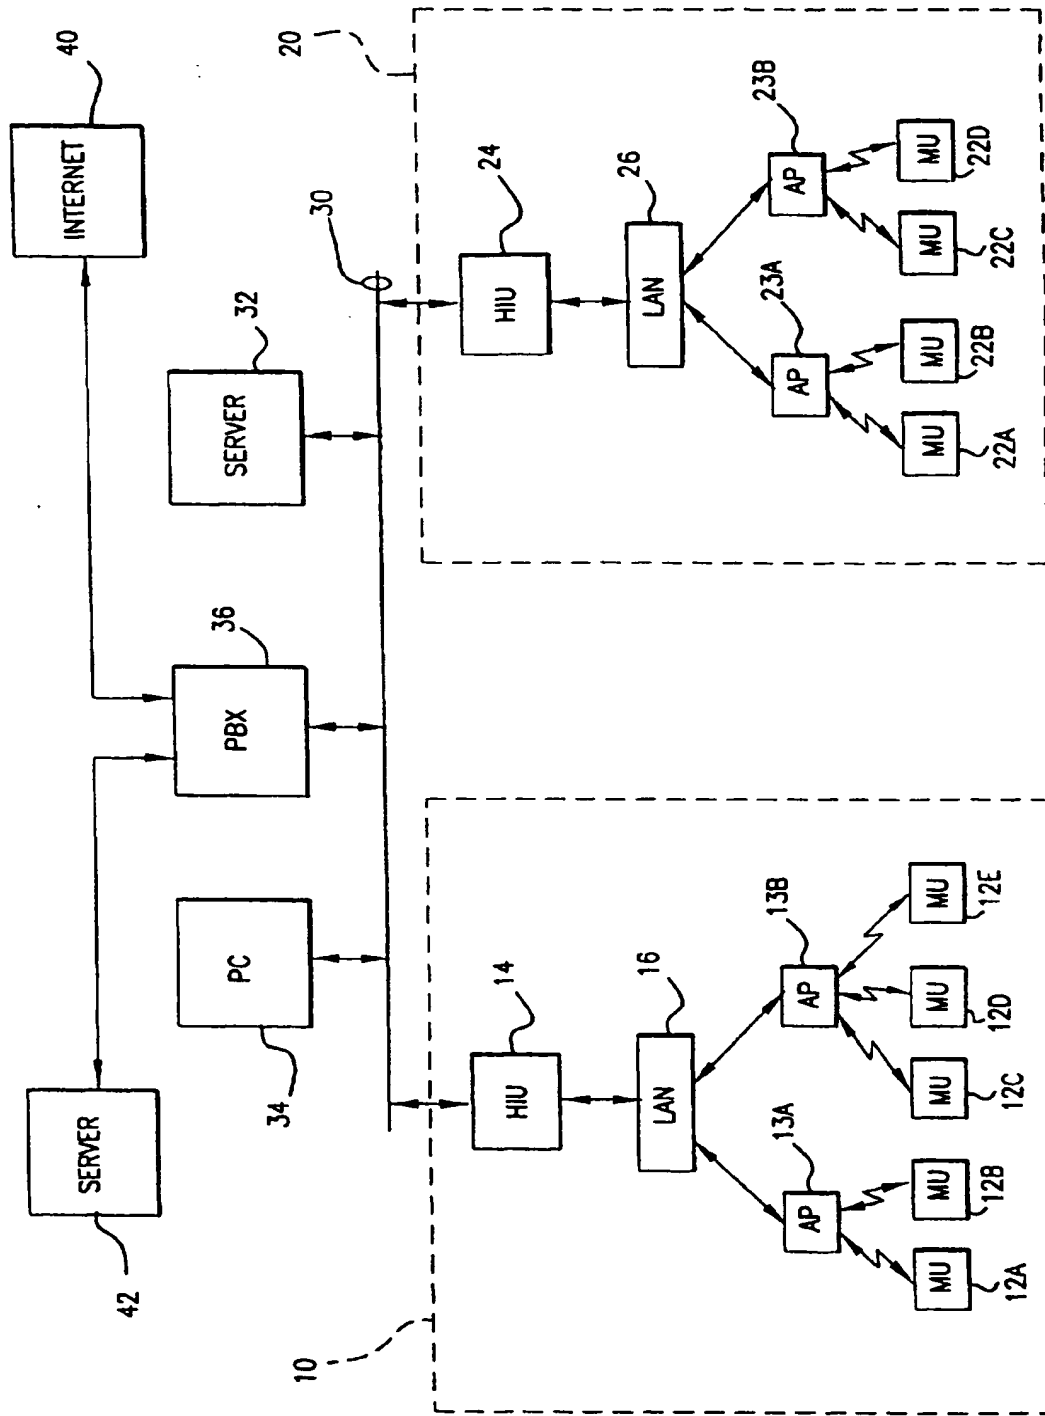 42
SERVER
INTERNET
40
34
PC
PBX
36
SERVER
32
30
10
20
HIU
14
HIU
24
LAN
16
LAN
26
AP
13A
AP
13B
AP
23A
AP
23B
MU
12A
MU
12B
MU
12C
MU
12D
MU
12E
MU
22A
MU
22B
MU
22C
MU
22D